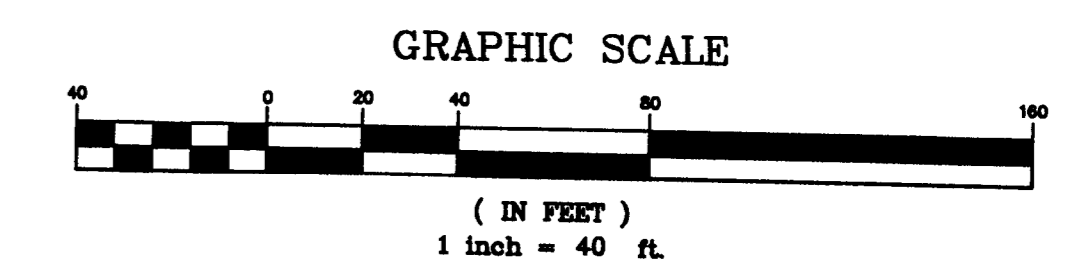 GRAPHIC SCALE
40 0 20 40 80 160
( IN FEET )
1 inch = 40 ft.